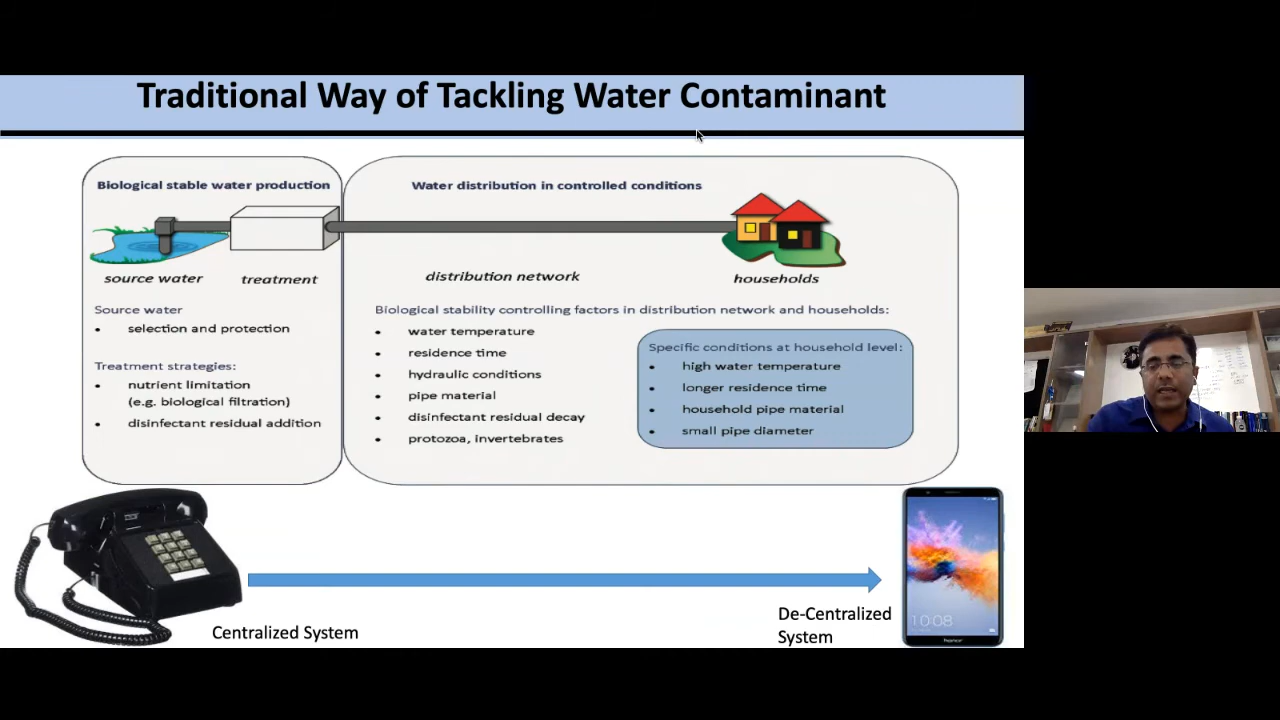 Traditional Way of Tackling Water Contaminant
Biological stable water production
source water
treatment
Source water
• selection and protection
Treatment strategies:
• nutrient limitation
(e.g. biological filtration)
• disinfectant residual addition
Water distribution in controlled conditions
distribution network
households
Biological stability controlling factors in distribution network and households:
• water temperature
• residence time
• hydraulic conditions
• pipe material
• disinfectant residual decay
• protozoa, invertebrates
Specific conditions at household level:
• high water temperature
• longer residence time
• household pipe material
• small pipe diameter
Centralized System
De-Centralized
System
10:08